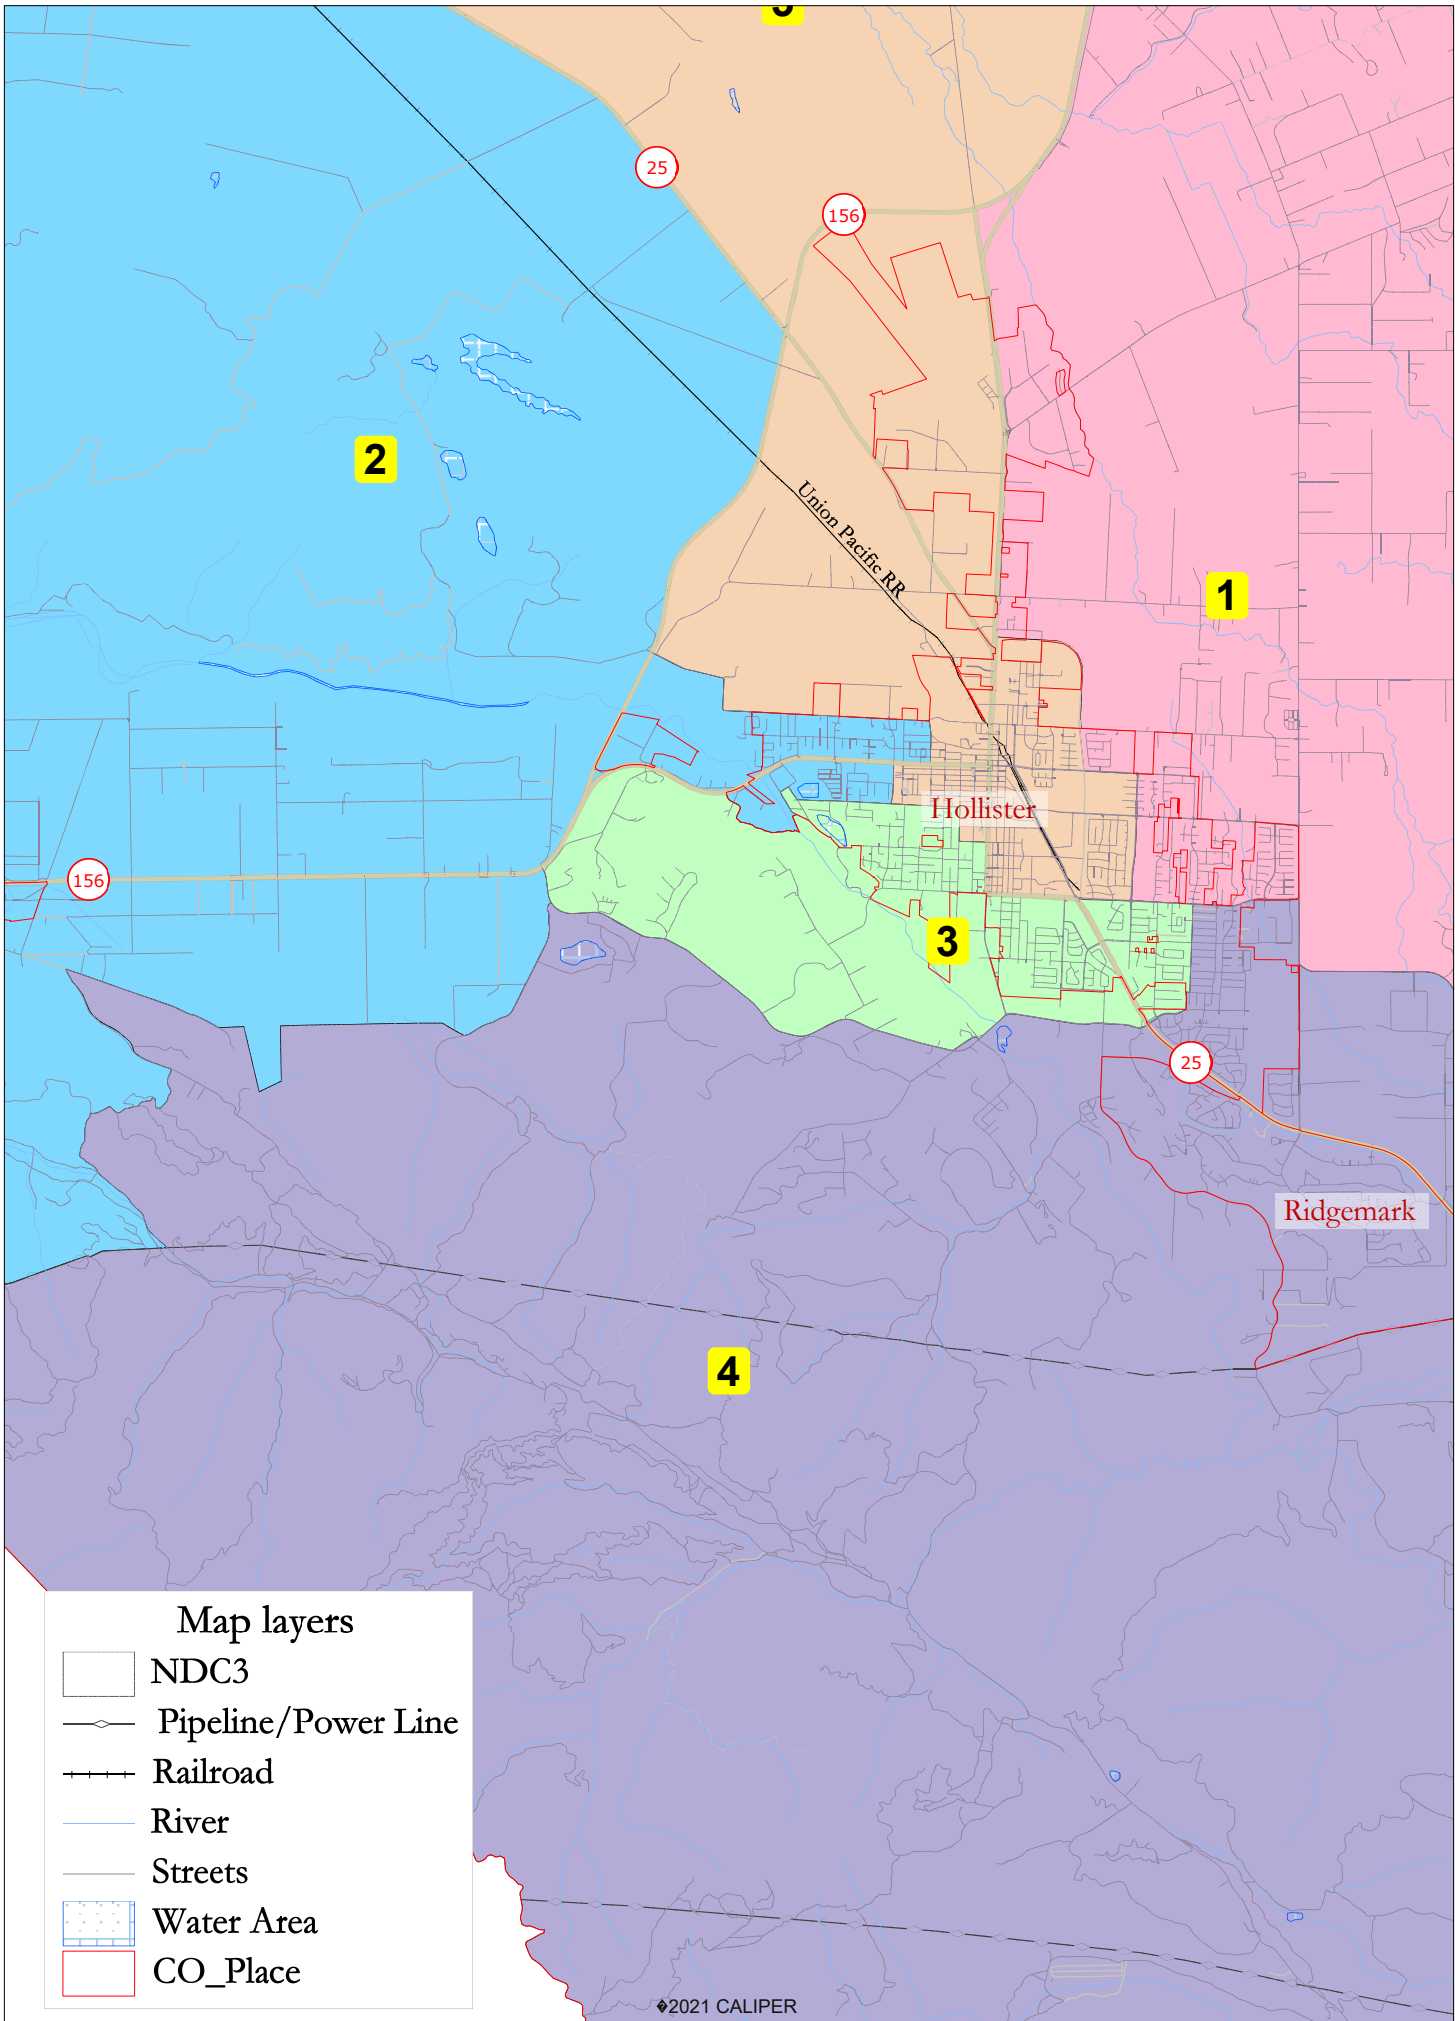 25
156
2
Union Pacific RR
1
Hollister
156
3
25
Ridgemark
4
Map layers
NDC3
Pipeline/Power Line
Railroad
River
Streets
Water Area
CO_Place
�2021 CALIPER